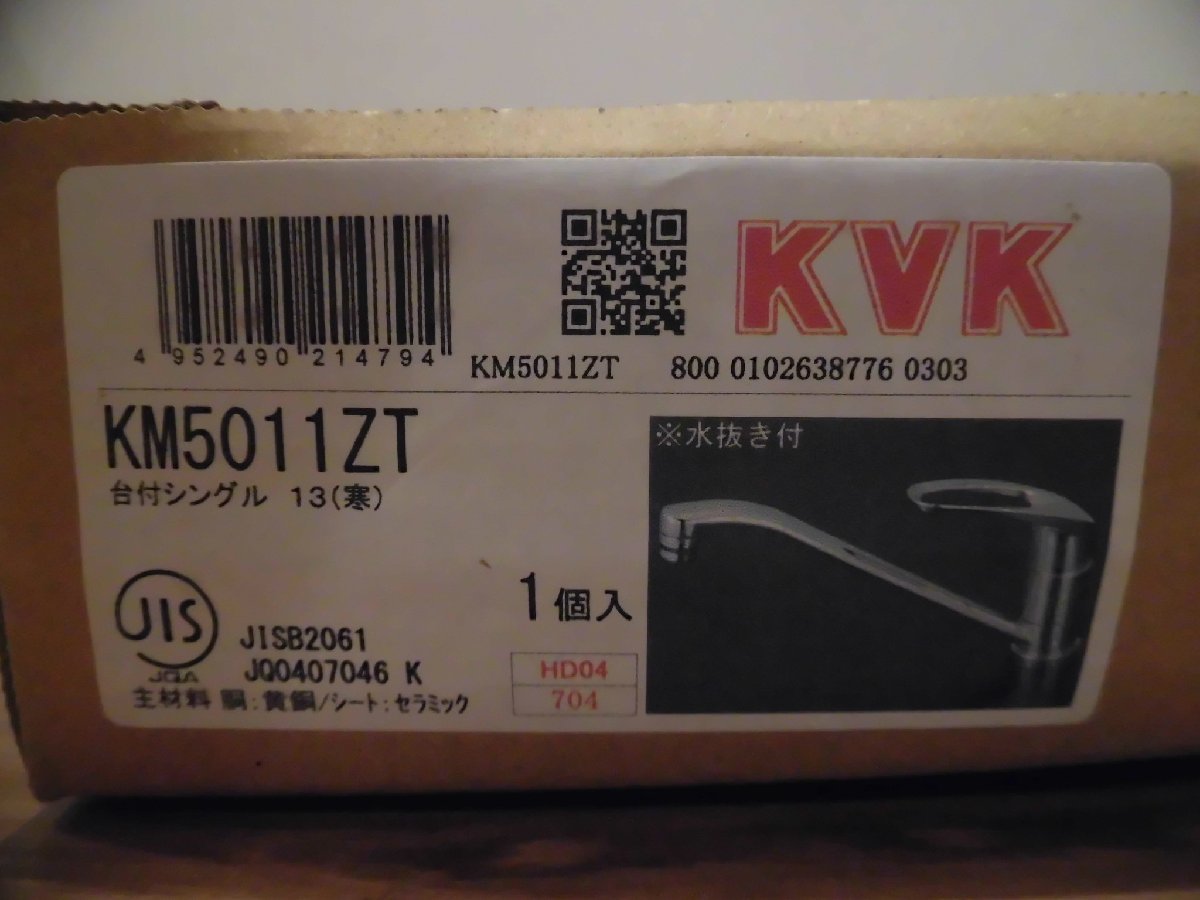 KVK
4 952490 214794
KM5011ZT 800 0102638776 0303
KM5011ZT
※水抜き付
台付シングル 13(寒)
1個入
JIS
JISB2061
JQA
JQ0407046 K
HD04
主材料 胴:黄銅/シート:セラミック
704